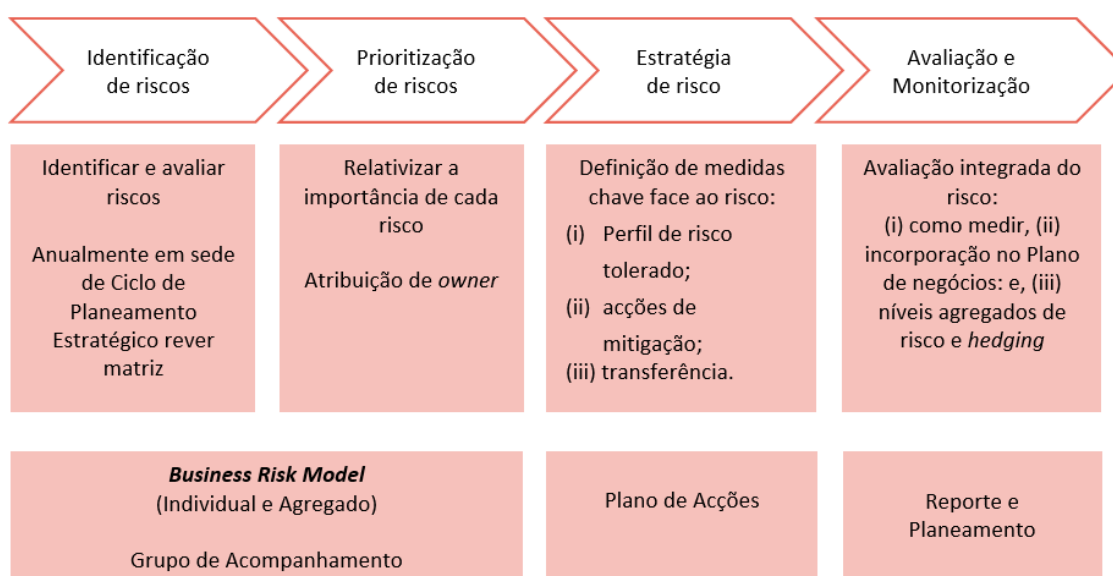 Identificação
de riscos
Prioritização
de riscos
Estratégia
de risco
Avaliação e
Monitorização
Identificar e avaliar
riscos
Anualmente em sede
de Ciclo de
Planeamento
Estratégico rever
matriz
Relativizar a
importância de cada
risco
Atribuição de owner
Definição de medidas
chave face ao risco:
(i) Perfil de risco
tolerado;
(ii) acções de
mitigação;
(iii) transferência.
Avaliação integrada do
risco:
(i) como medir, (ii)
incorporação no Plano
de negócios: e, (iii)
níveis agregados de
risco e hedging
Business Risk Model
(Individual e Agregado)
Grupo de Acompanhamento
Plano de Acções
Reporte e
Planeamento